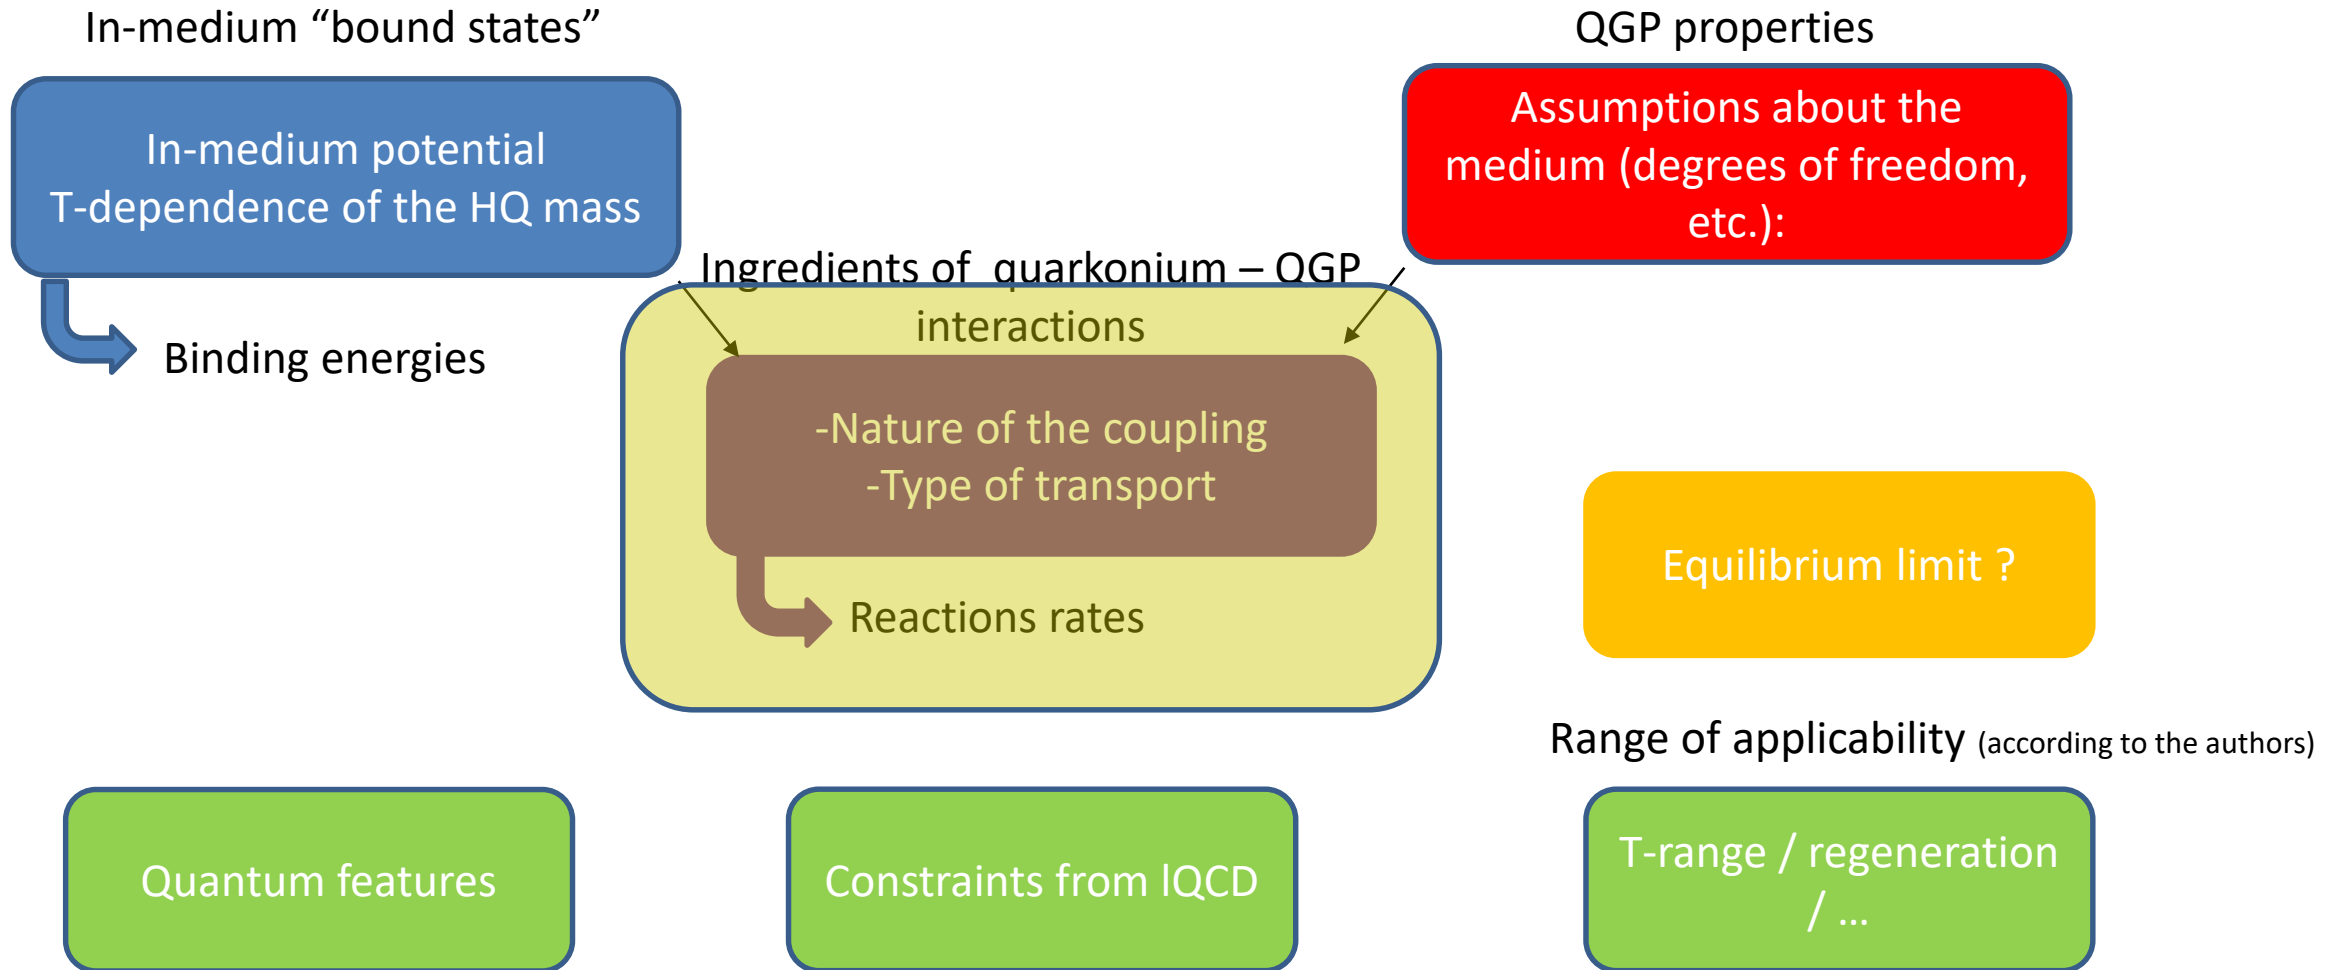 In-medium “bound states”
QGP properties
In-medium potential
T-dependence of the HQ mass
Assumptions about the
medium (degrees of freedom,
etc.):
Ingredients of  quarkonium – QGP
interactions
Binding energies
-Nature of the coupling
-Type of transport
Equilibrium limit ?
Reactions rates
Range of applicability (according to the authors)
Quantum features
Constraints from lQCD
T-range / regeneration
/ ...